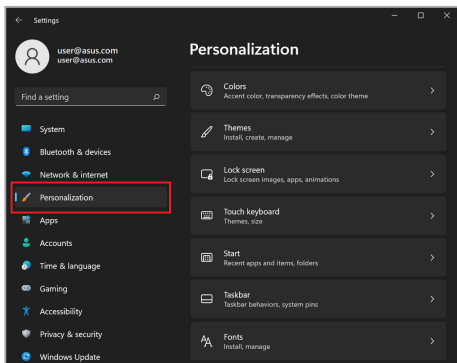 Settings
user@asus.com
user@asus.com
Find a setting
System
Bluetooth & devices
Network & internet
Personalization
Apps
Accounts
Time & language
Gaming
Accessibility
Privacy & security
Windows Update
Personalization
Colors
Accent color, transparency effects, color theme
Themes
Install, create, manage
Lock screen
Lock screen images, apps, animations
Touch keyboard
Themes, size
Start
Recent apps and items, folders
Taskbar
Taskbar behaviors, system pins
Fonts
Install, manage